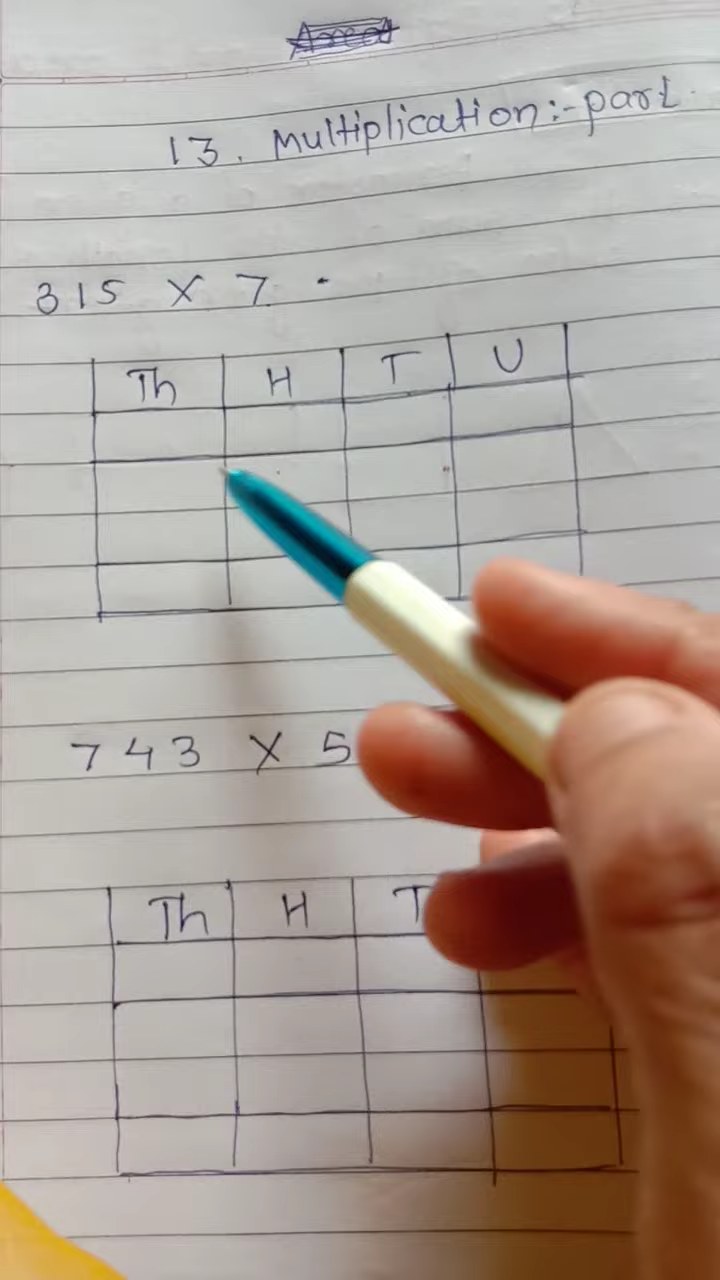 13. Multiplication:- part
315 X 7.
Th H T U
743 X 5
Th H T